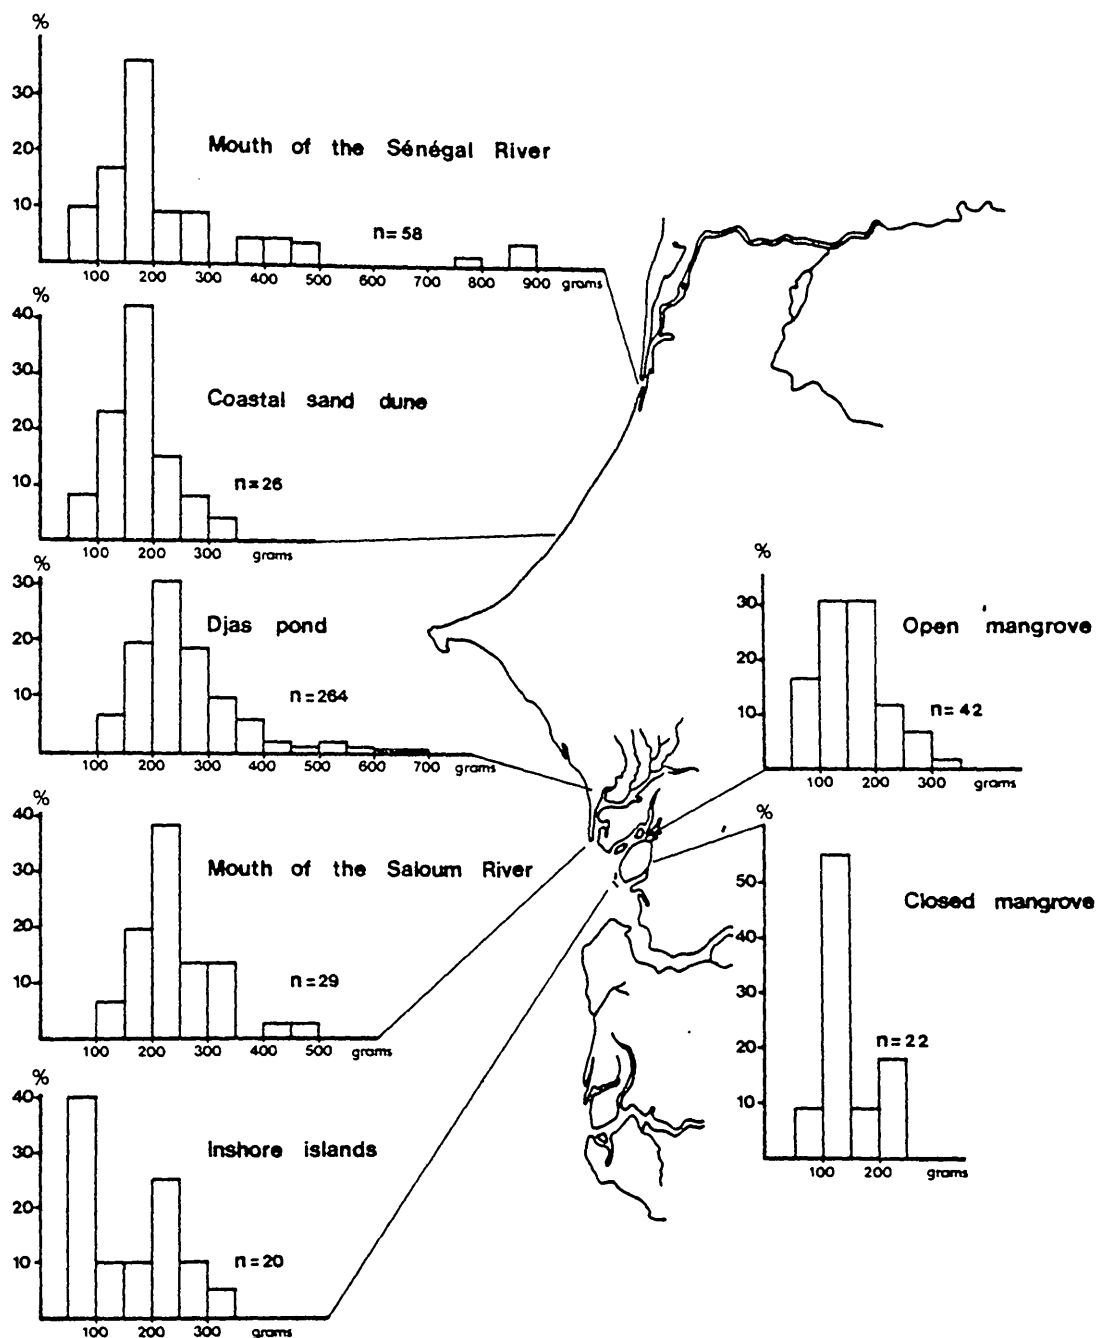 %
30
20
10
Mouth of the Sénégal River
n=58
100 200 300 400 500 600 700 800 900 grams
%
40
30
20
10
Coastal sand dune
n=26
100 200 300 grams
%
30
20
10
Djas pond
n=264
100 200 300 400 500 600 700 grams
%
40
30
20
10
Mouth of the Saloum River
n=29
100 200 300 400 500 grams
%
40
30
20
10
Inshore islands
n=20
100 200 300 grams
%
30
20
10
Open mangrove
n=42
100 200 300 grams
%
50
40
30
20
10
Closed mangrove
n=22
100 200 grams